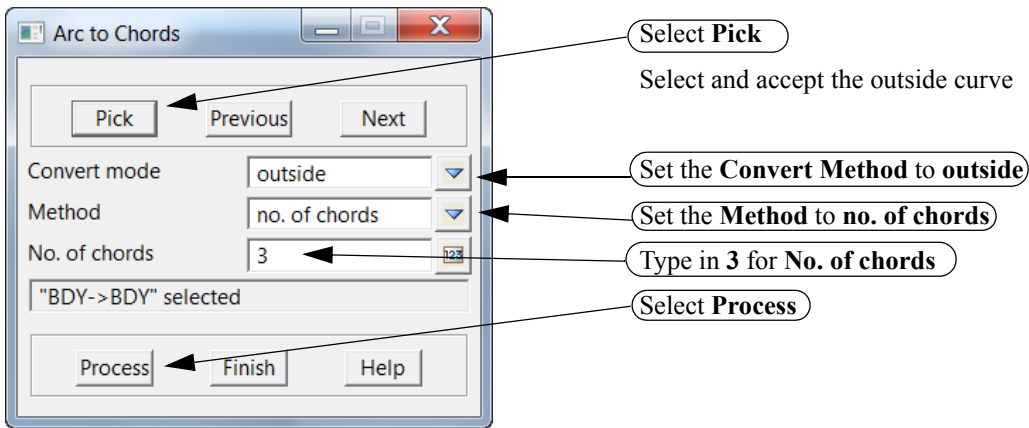 Arc to Chords
Select Pick
Select and accept the outside curve
Pick Previous Next
Convert mode outside
Set the Convert Method to outside
Method no. of chords
Set the Method to no. of chords
No. of chords 3 123
Type in 3 for No. of chords
"BDY->BDY" selected
Select Process
Process Finish Help